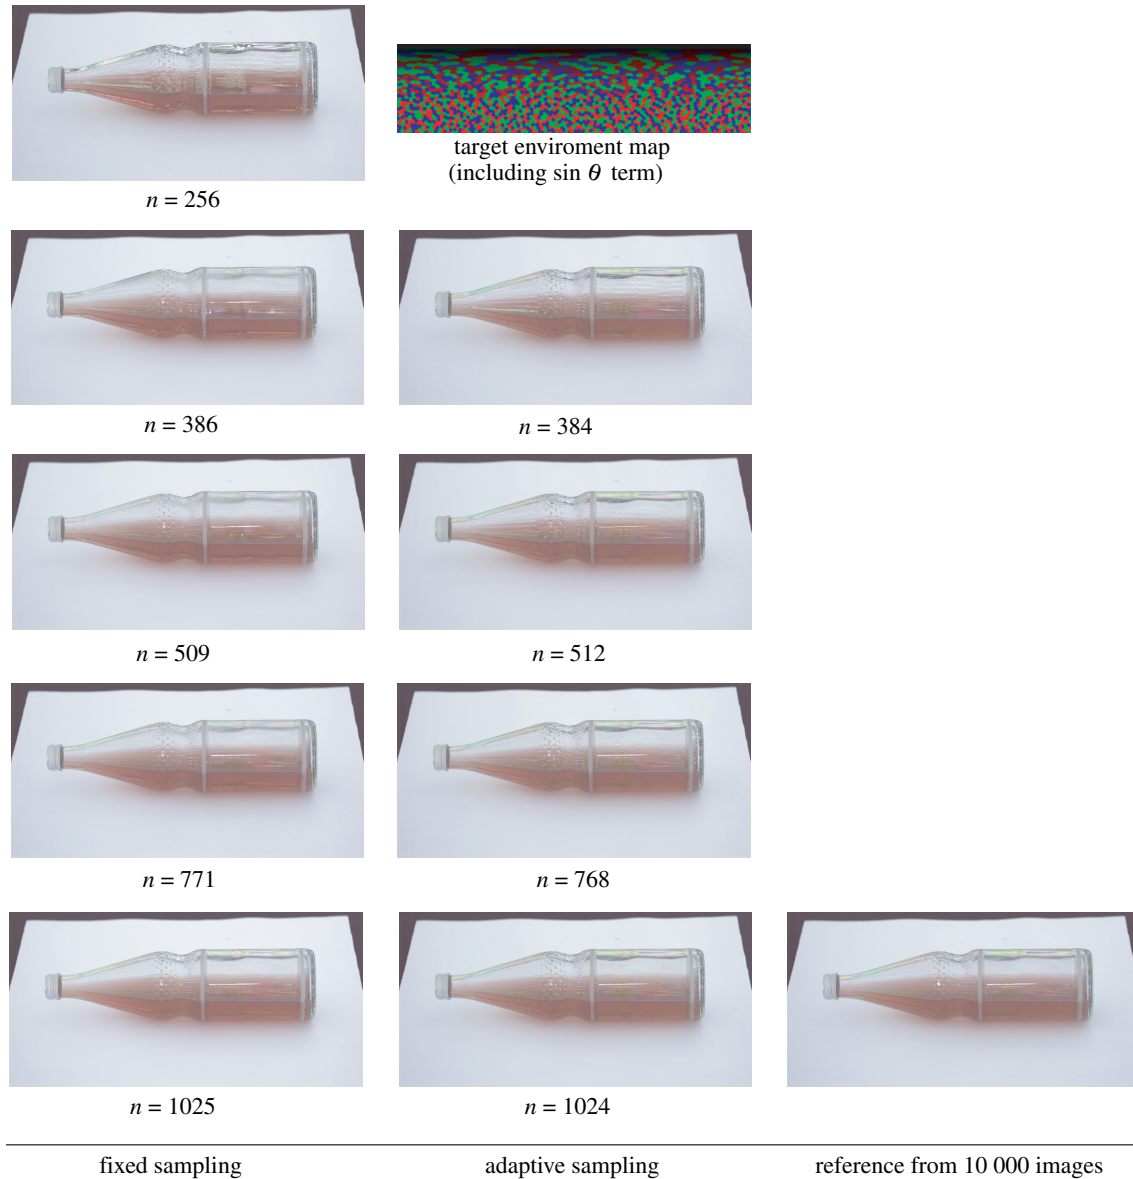 target enviroment map
(including sin θ term)
n = 256
n = 386
n = 384
n = 509
n = 512
n = 771
n = 768
n = 1025
n = 1024
fixed sampling
adaptive sampling
reference from 10 000 images